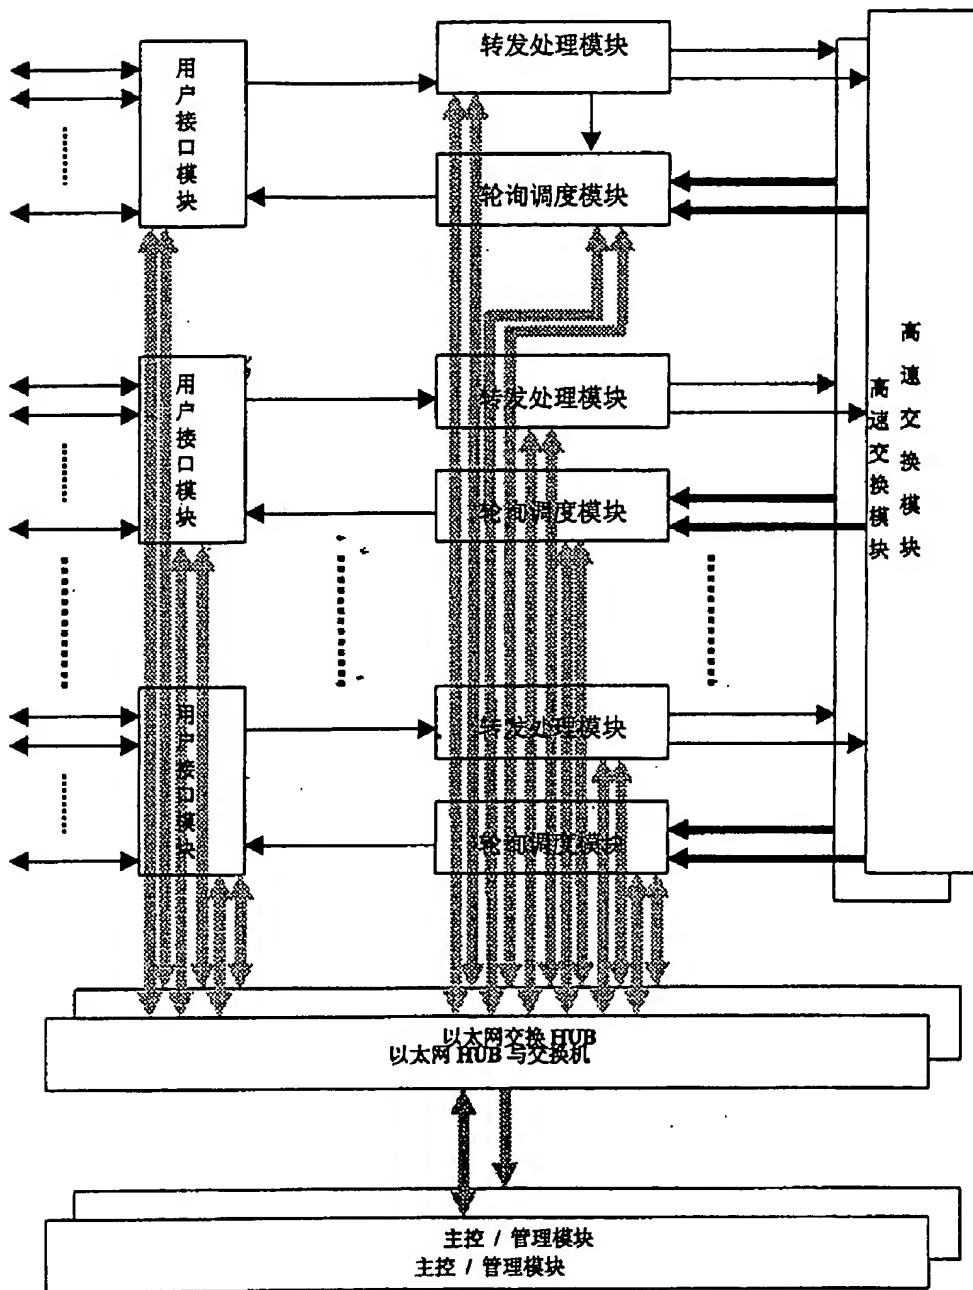 用户接口模块
转发处理模块
轮询调度模块
高速交换模块
高速交换模块
用户接口模块
转发处理模块
轮询调度模块
用户接口模块
转发处理模块
轮询调度模块
以太网交换 HUB
以太网 HUB 与交换机
主控 / 管理模块
主控 / 管理模块